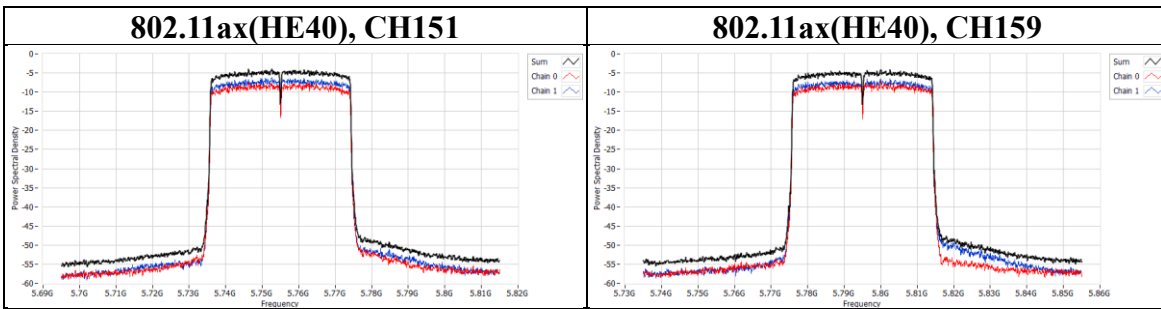 802.11ax(HE40), CH151
802.11ax(HE40), CH159
Power Spectral Density
0-
-5-
-10-
-15-
-20-
-25-
-30-
-35-
-40-
-45-
-50-
-55-
-60-
5.69G 5.7G 5.71G 5.72G 5.73G 5.74G 5.75G 5.76G 5.77G 5.78G 5.79G 5.8G 5.81G 5.82G
Frequency
Sum
Chain 0
Chain 1
Power Spectral Density
0-
-5-
-10-
-15-
-20-
-25-
-30-
-35-
-40-
-45-
-50-
-55-
-60-
5.73G 5.74G 5.75G 5.76G 5.77G 5.78G 5.79G 5.8G 5.81G 5.82G 5.83G 5.84G 5.85G 5.86G
Frequency
Sum
Chain 0
Chain 1